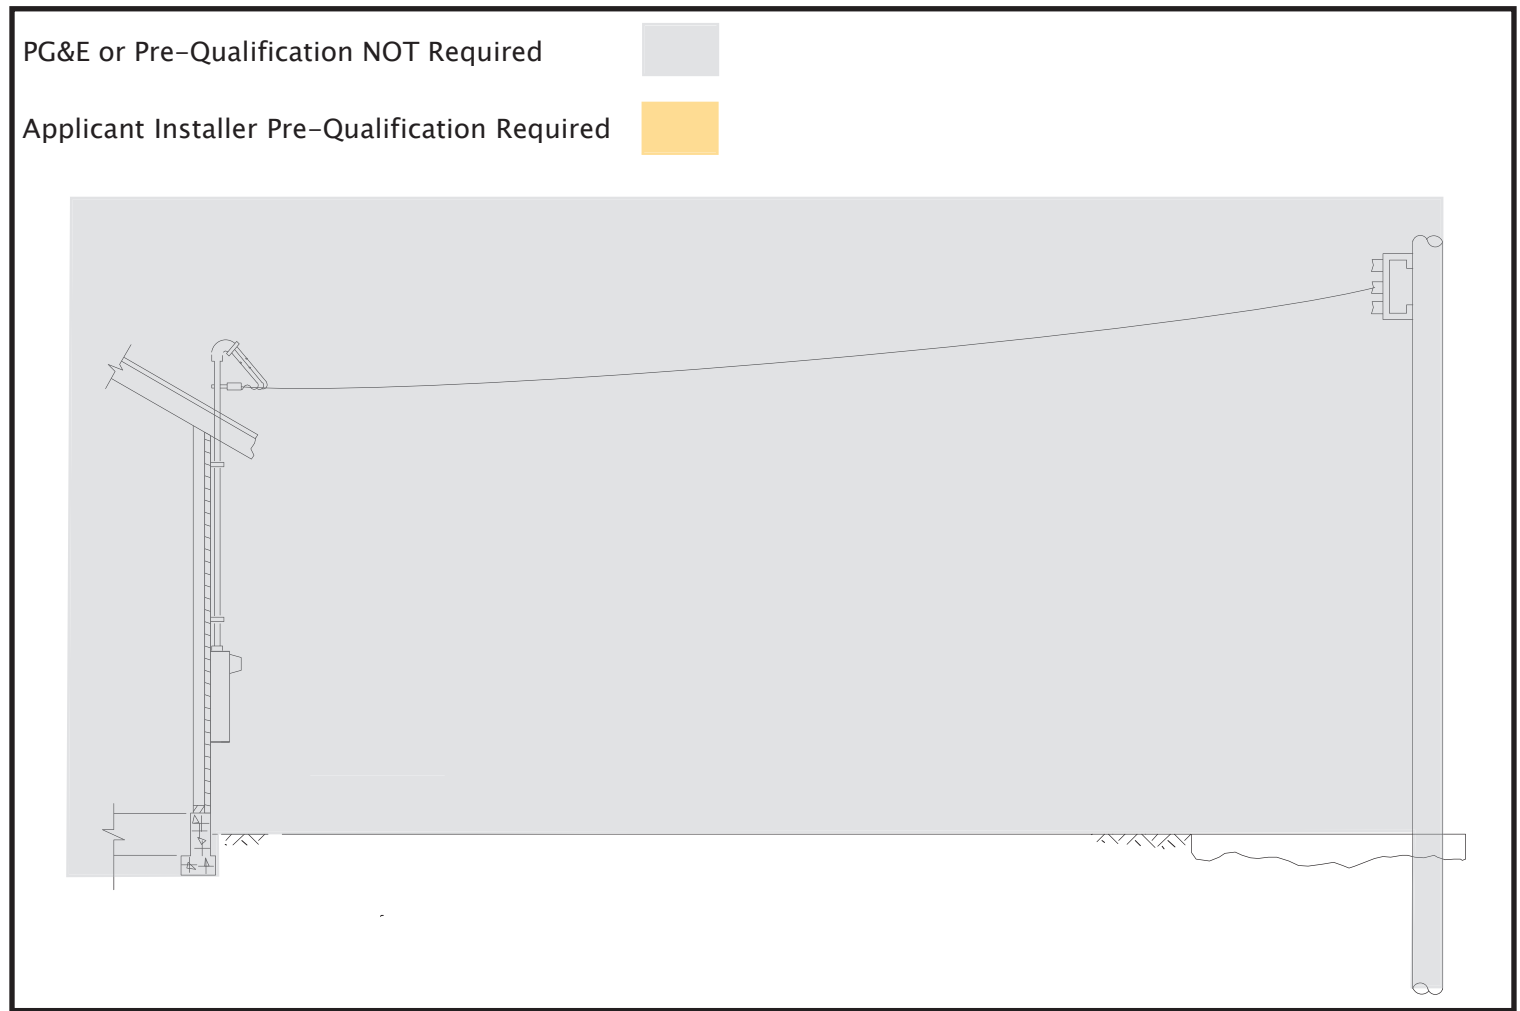 PG&E or Pre-Qualification NOT Required
Applicant Installer Pre-Qualification Required